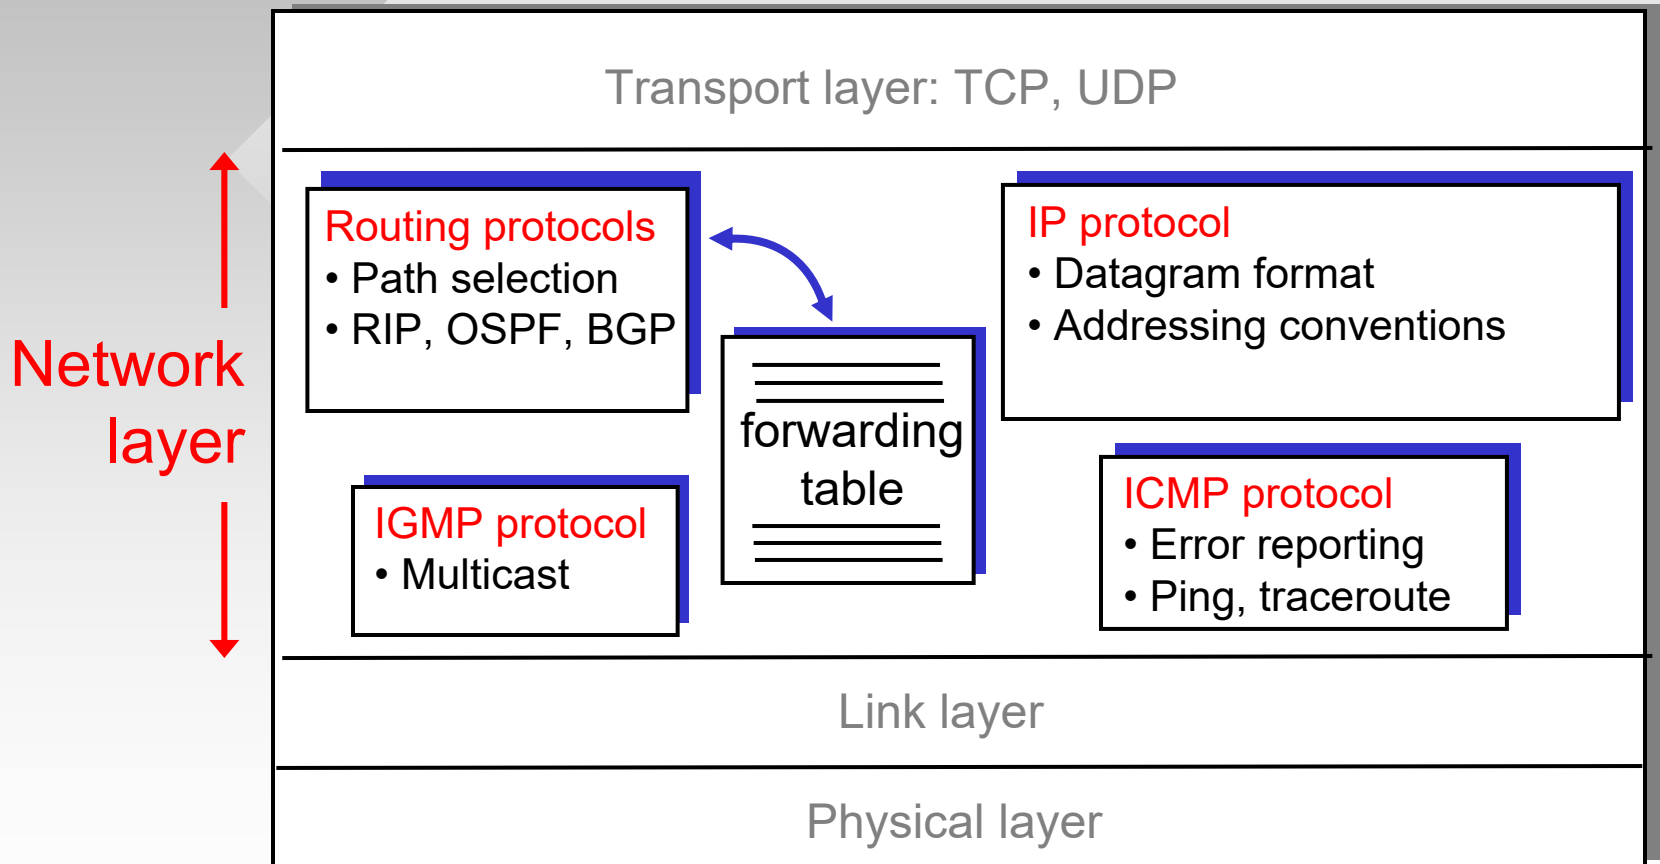 Transport layer: TCP, UDP
Network
layer
Routing protocols
• Path selection
• RIP, OSPF, BGP
IP protocol
• Datagram format
• Addressing conventions
forwarding
table
IGMP protocol
• Multicast
ICMP protocol
• Error reporting
• Ping, traceroute
Link layer
Physical layer